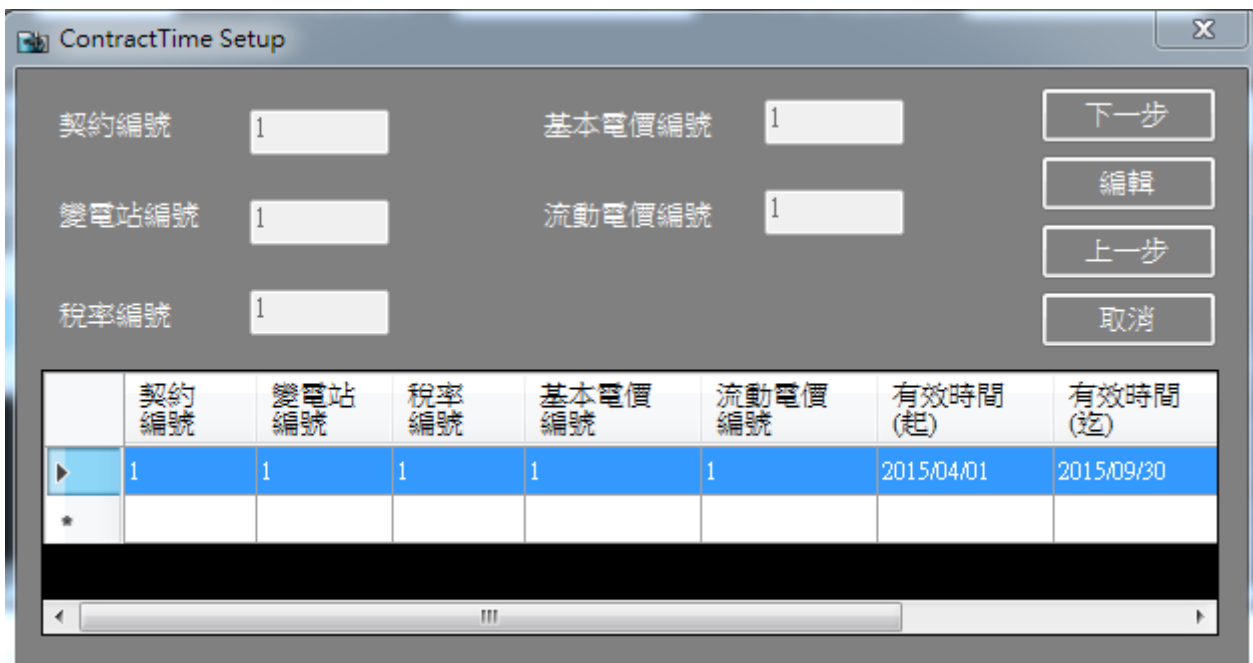 ContractTime Setup
契約編號 1 基本電價編號 1 下一步
編輯
變電站編號 1 流動電價編號 1
上一步
稅率編號 1 取消
契約編號 變電站編號 稅率編號 基本電價編號 流動電價編號 有效時間(起) 有效時間(迄)
1 1 1 1 1 2015/04/01 2015/09/30